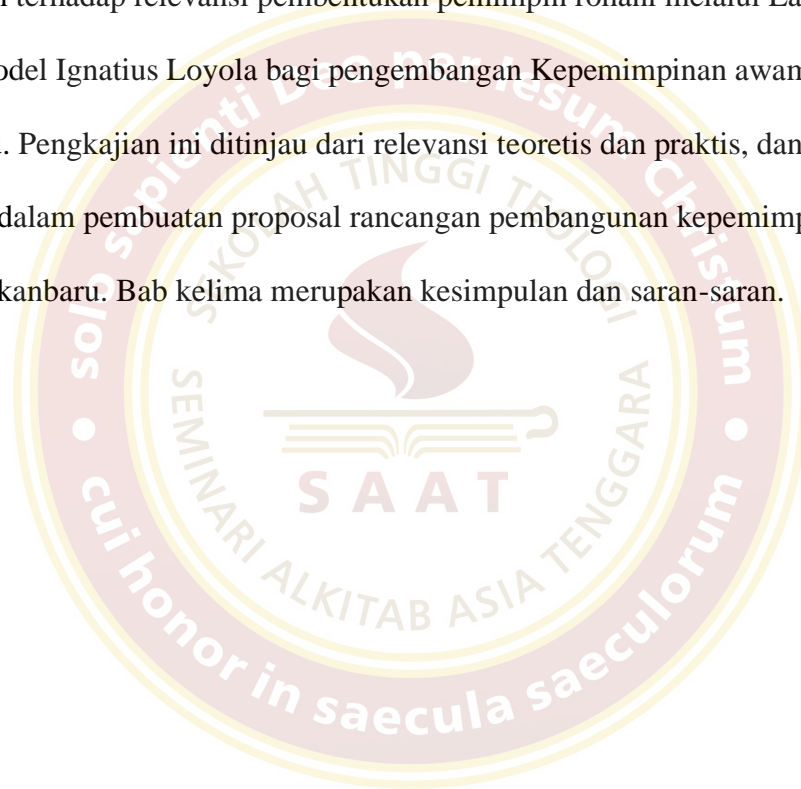 terhadap relevansi pembentukan pemimpin rohani melalui
odel Ignatius Loyola bagi pengembangan Kepemimpinan awam
. Pengkajian ini ditinjau dari relevansi teoretis dan praktis, dan
dalam pembuatan proposal rancangan pembangunan kepemimp
kanbaru. Bab kelima merupakan kesimpulan dan saran-saran.
solo sapienti Deo per Iesum Christum
cui honor in saecula saeculorum
SEKOLAH TINGGI TEOLOGI
SEMINARI ALKITAB ASIA TENGGARA
SAAT